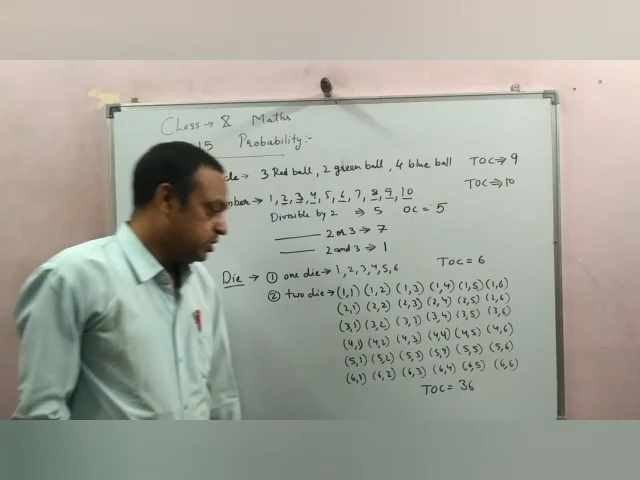 Class → 8 Maths
15 Probability:-
3 Red ball, 2 green ball, 4 blue ball TOC → 9
1, 2, 3, 4, 5, 6, 7, 8, 9, 10 TOC ⇒ 10
Divisible by 2 ⇒ 5 OC = 5
2 or 3 → 7
2 and 3 → 1
Die → ① one die → 1, 2, 3, 4, 5, 6 TOC = 6
② two die → (1,1) (1,2) (1,3) (1,4) (1,5) (1,6)
(2,1) (2,2) (2,3) (2,4) (2,5) (2,6)
(3,1) (3,2) (3,3) (3,4) (3,5) (3,6)
(4,1) (4,2) (4,3) (4,4) (4,5) (4,6)
(5,1) (5,2) (5,3) (5,4) (5,5) (5,6)
(6,1) (6,2) (6,3) (6,4) (6,5) (6,6)
TOC = 36